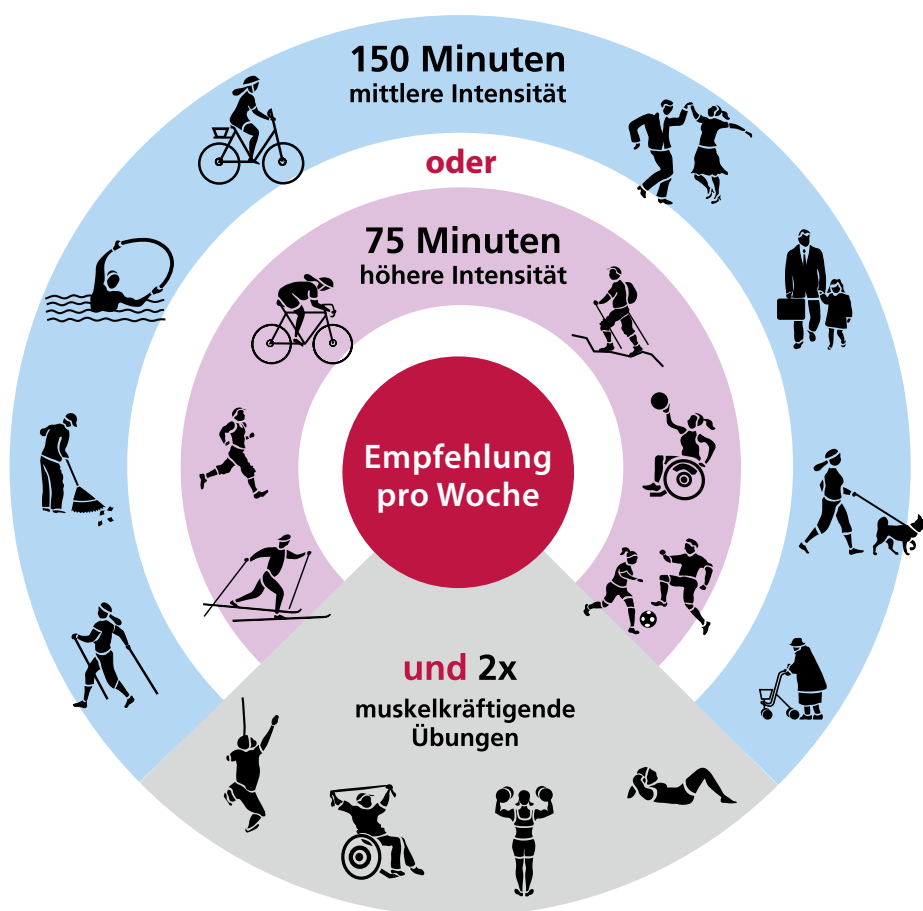 150 Minuten
mittlere Intensität
oder
75 Minuten
höhere Intensität
Empfehlung
pro Woche
und 2x
muskelkräftigende
Übungen